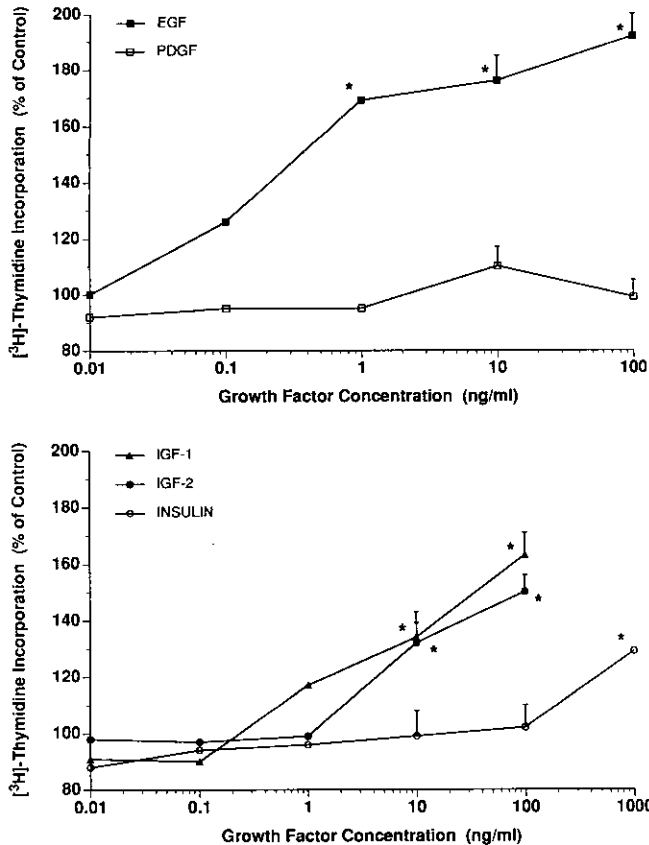 EGF
PDGF
[³H]-Thymidine Incorporation (% of Control)
200
180
160
140
120
100
80
* * *
0.01 0.1 1 10 100
Growth Factor Concentration (ng/ml)
IGF-1
IGF-2
INSULIN
[³H]-Thymidine Incorporation (% of Control)
200
180
160
140
120
100
80
* * * * *
0.01 0.1 1 10 100 1000
Growth Factor Concentration (ng/ml)